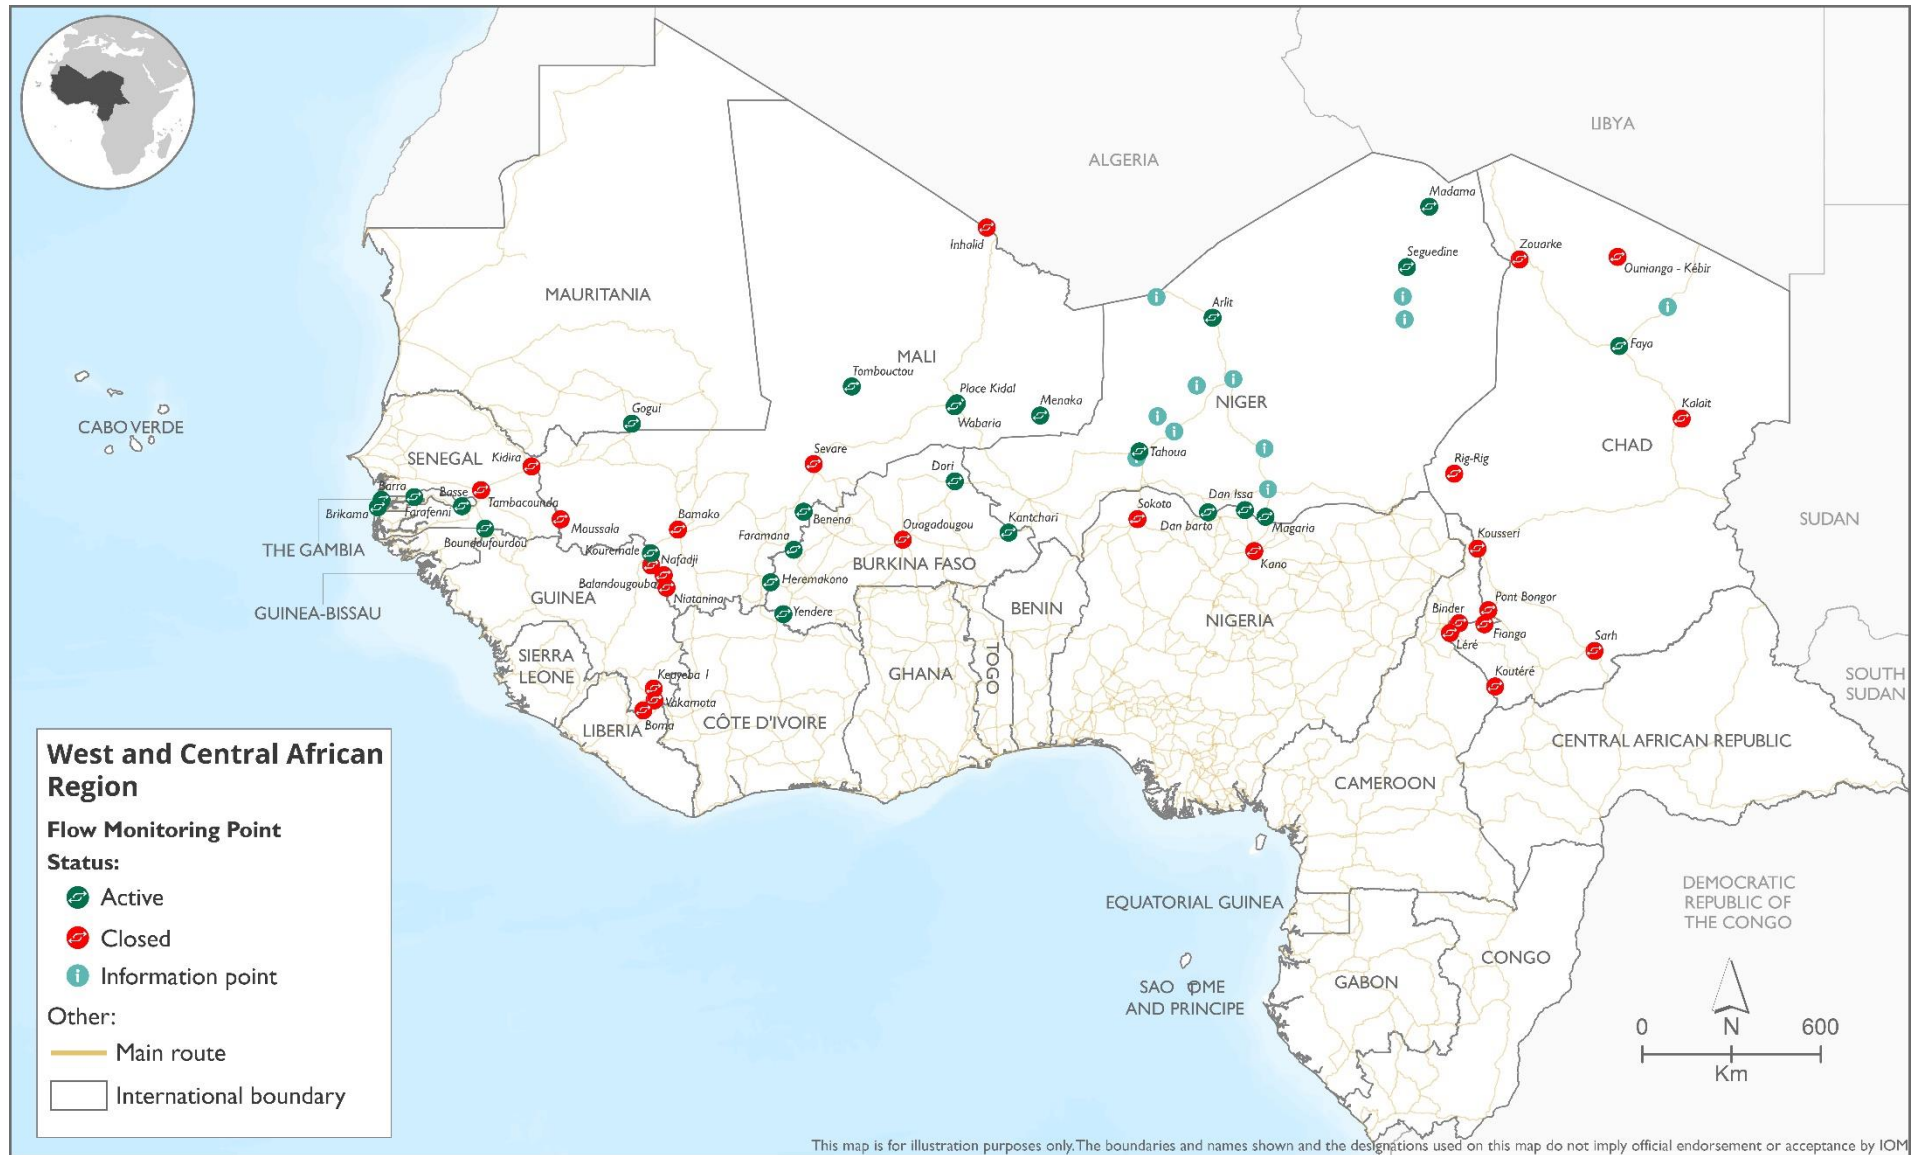 LIBYA
ALGERIA
Madama
Inhalid
Zouarke
Seguedine
Ounianga - Kébir
MAURITANIA
Arlit
Faya
MALI
Tombouctou
Place Kidal
Menaka
NIGER
Wabaria
Gogui
Kalait
CABO VERDE
CHAD
SENEGAL
Kidira
Sevare
Dori
Tahoua
Rig-Rig
Barra
Basse
Tambacounda
Brikama
Farafenni
Moussala
Bamako
Benena
Ouagadougou
Kantchari
Sokoto
Dan Issa
Dan barto
Magaria
SUDAN
THE GAMBIA
Boundoufourdou
Kouremale
Nafadji
Faramana
Kano
Kousseri
BURKINA FASO
Balandougouba
Heremakono
GUINEA
Niatanina
GUINEA-BISSAU
Yendere
BENIN
NIGERIA
Binder
Pont Bongor
Fianga
Léré
Sarh
SIERRA
LEONE
GHANA
TOGO
Koutéré
SOUTH
SUDAN
Vakamota
LIBERIA
Boma
CÔTE D'IVOIRE
CENTRAL AFRICAN REPUBLIC
CAMEROON
West and Central African
Region
Flow Monitoring Point
Status:
Active
Closed
Information point
Other:
Main route
International boundary
EQUATORIAL GUINEA
DEMOCRATIC
REPUBLIC OF
THE CONGO
CONGO
GABON
SAO
AND PRINCIPE
0 N 600
Km
This map is for illustration purposes only. The boundaries and names shown and the designations used on this map do not imply official endorsement or acceptance by IOM